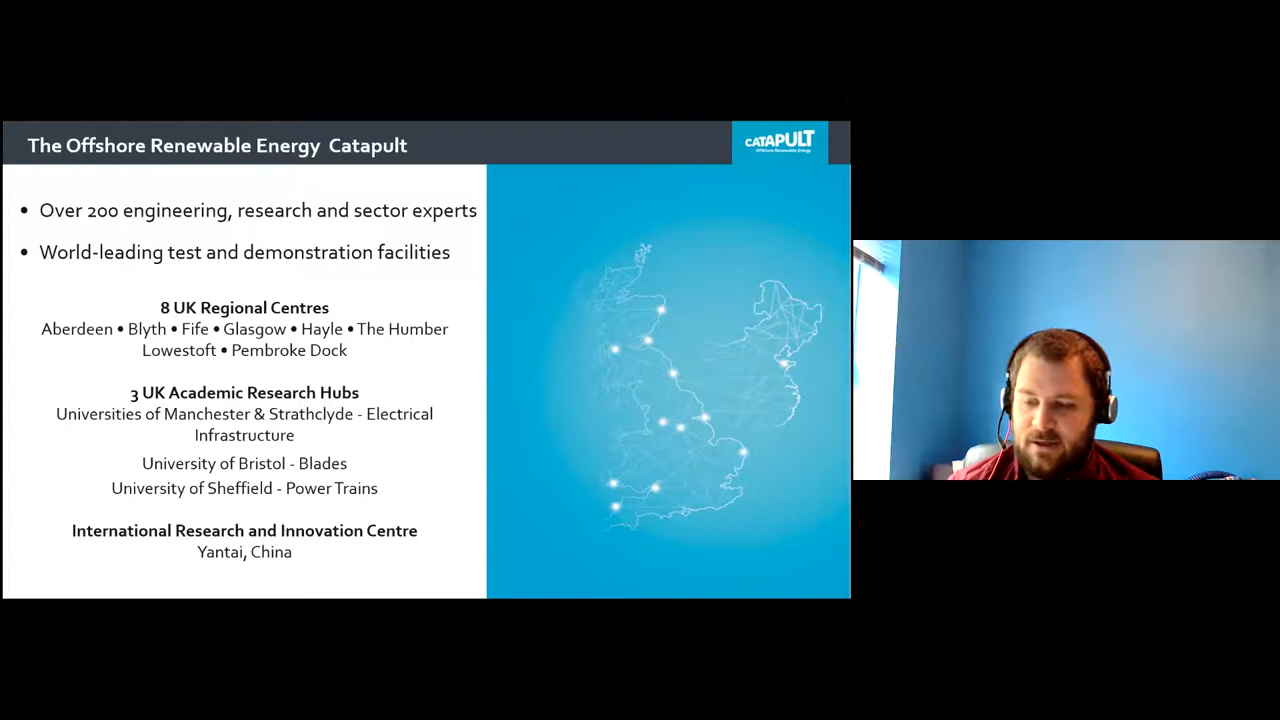 The Offshore Renewable Energy Catapult
CATAPULT
Offshore Renewable Energy
• Over 200 engineering, research and sector experts
• World-leading test and demonstration facilities
8 UK Regional Centres
Aberdeen • Blyth • Fife • Glasgow • Hayle • The Humber
Lowestoft • Pembroke Dock
3 UK Academic Research Hubs
Universities of Manchester & Strathclyde - Electrical
Infrastructure
University of Bristol - Blades
University of Sheffield - Power Trains
International Research and Innovation Centre
Yantai, China